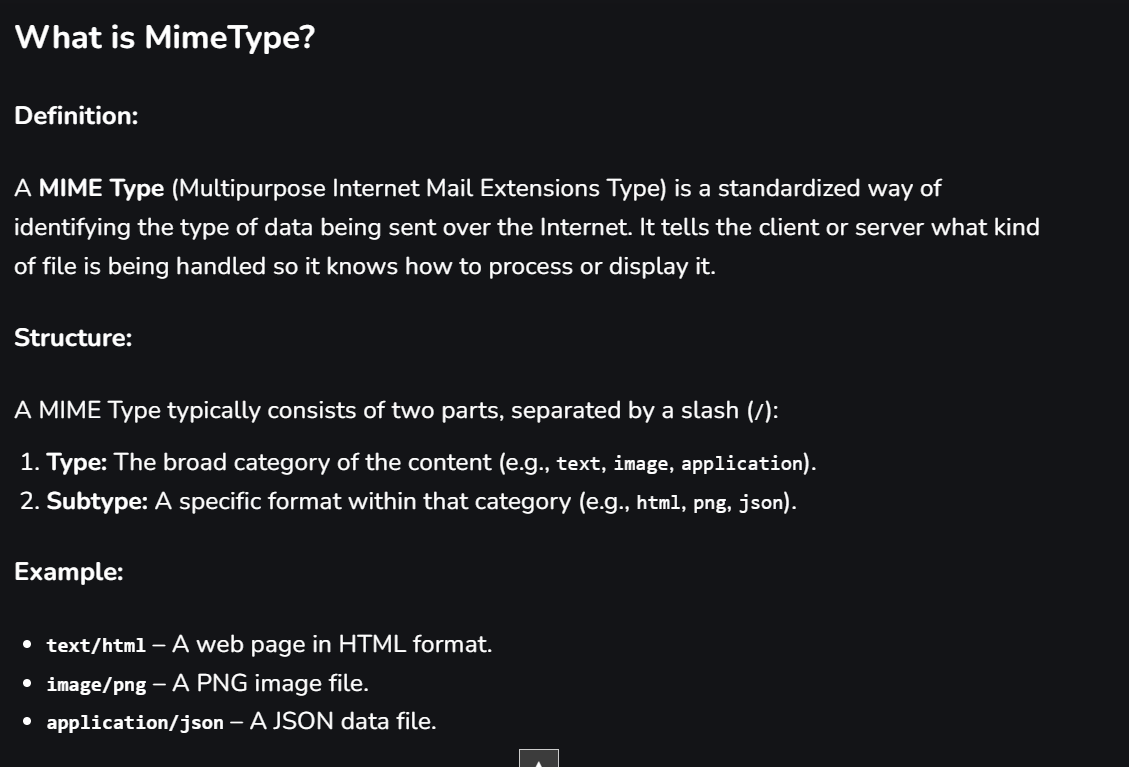 What is MimeType?
Definition:
A MIME Type (Multipurpose Internet Mail Extensions Type) is a standardized way of
identifying the type of data being sent over the Internet. It tells the client or server what kind
of file is being handled so it knows how to process or display it.
Structure:
A MIME Type typically consists of two parts, separated by a slash (/):
1. Type: The broad category of the content (e.g., text, image, application).
2. Subtype: A specific format within that category (e.g., html, png, json).
Example:
• text/html – A web page in HTML format.
• image/png – A PNG image file.
• application/json – A JSON data file.